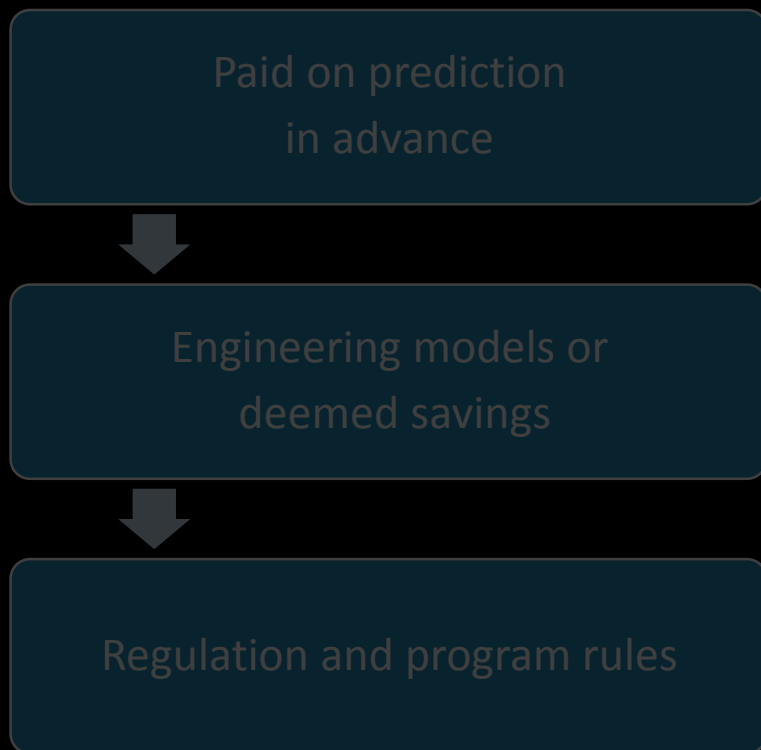 Paid on prediction
in advance
Engineering models or
deemed savings
Regulation and program rules